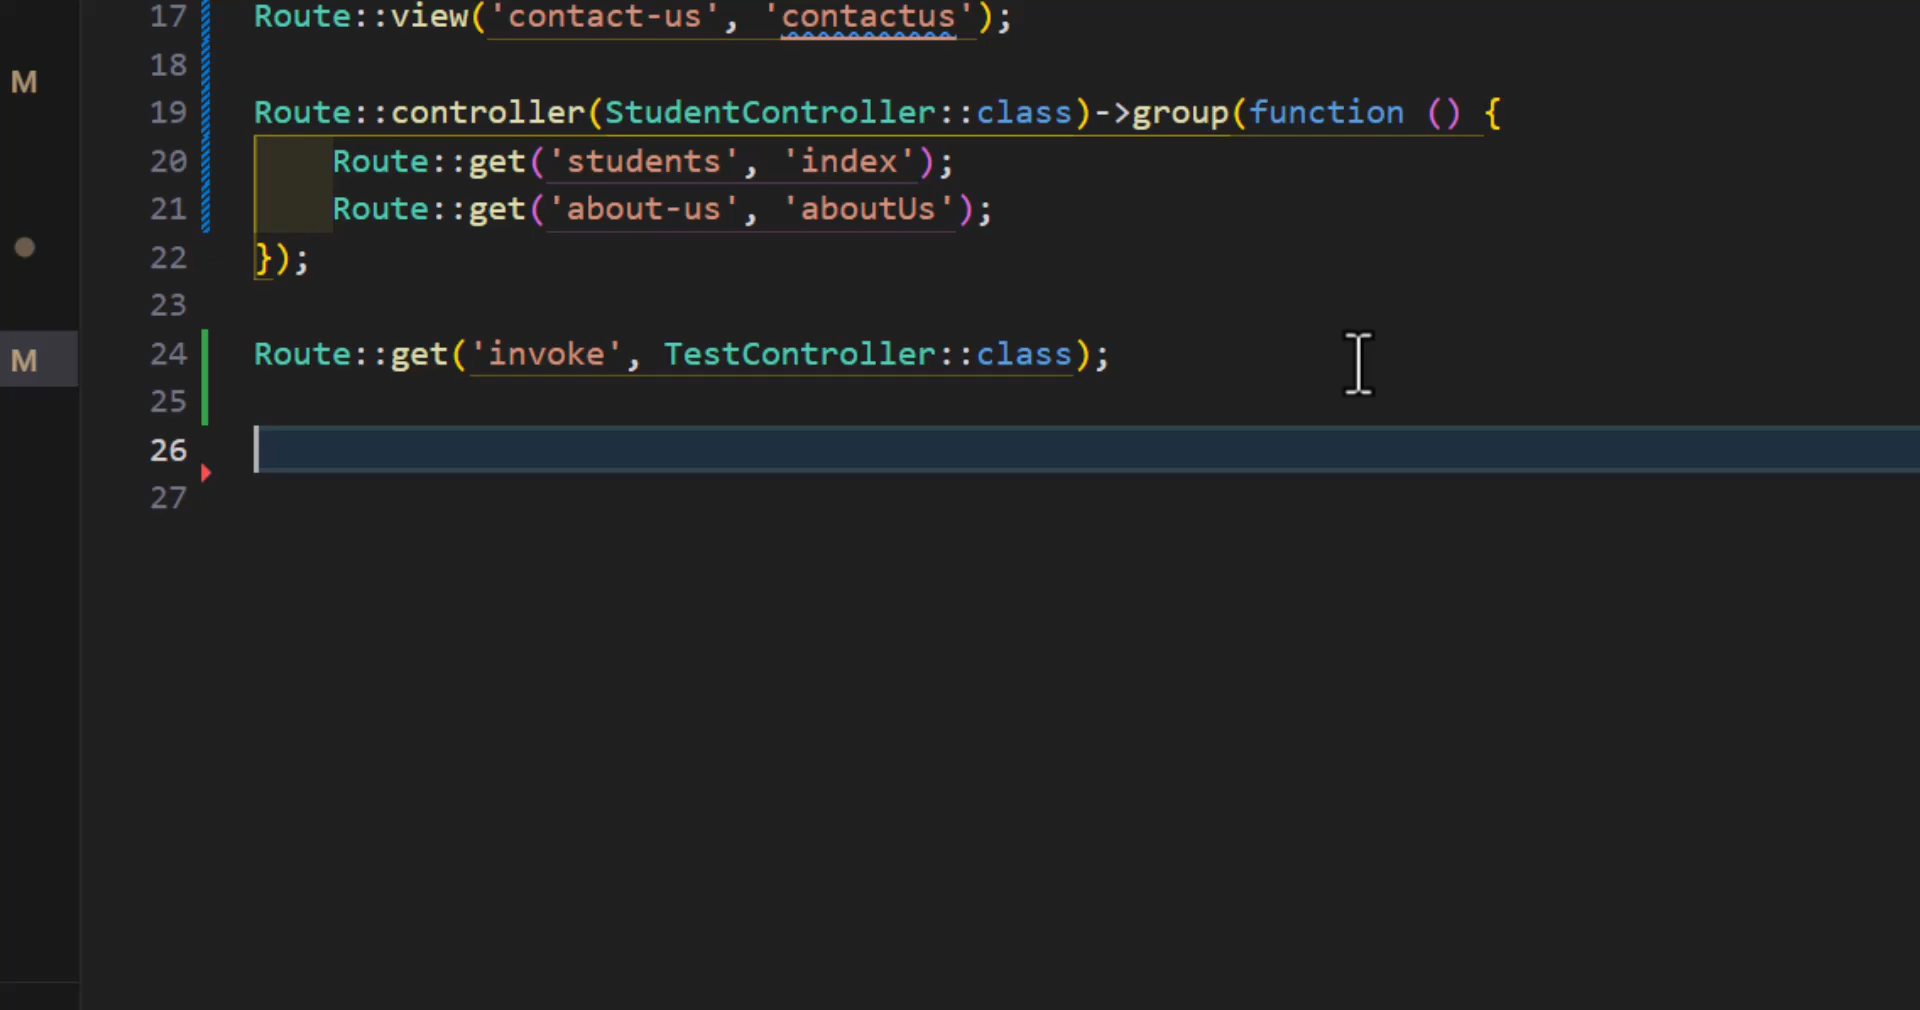 17 Route::view('contact-us', 'contactus');
M
18
19 Route::controller(StudentController::class)->group(function () {
20 Route::get('students', 'index');
21 Route::get('about-us', 'aboutUs');
22 });
23
M
24 Route::get('invoke', TestController::class);
25
26
27